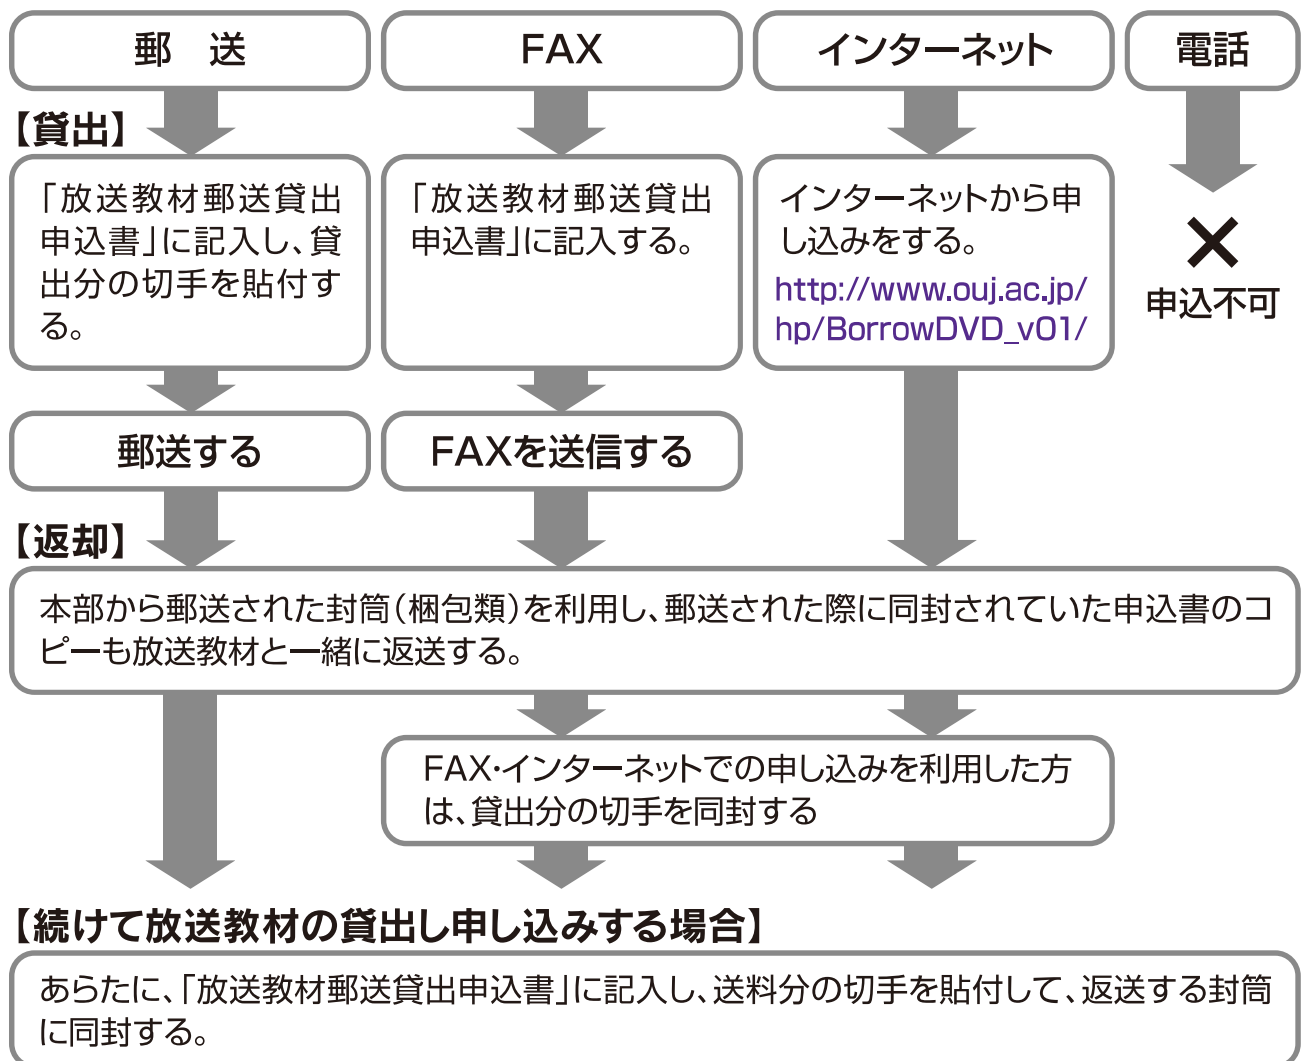 郵 送
FAX
インターネット
電話
【貸出】
「放送教材郵送貸出
申込書」に記入し、貸
出分の切手を貼付す
る。
「放送教材郵送貸出
申込書」に記入する。
インターネットから申
し込みをする。
http://www.ouj.ac.jp/
hp/BorrowDVD_v01/
×
申込不可
郵送する
FAXを送信する
【返却】
本部から郵送された封筒(梱包類)を利用し、郵送された際に同封されていた申込書のコ
ピーも放送教材と一緒に返送する。
FAX・インターネットでの申し込みを利用した方
は、貸出分の切手を同封する
【続けて放送教材の貸出し申し込みする場合】
あらたに、「放送教材郵送貸出申込書」に記入し、送料分の切手を貼付して、返送する封筒
に同封する。